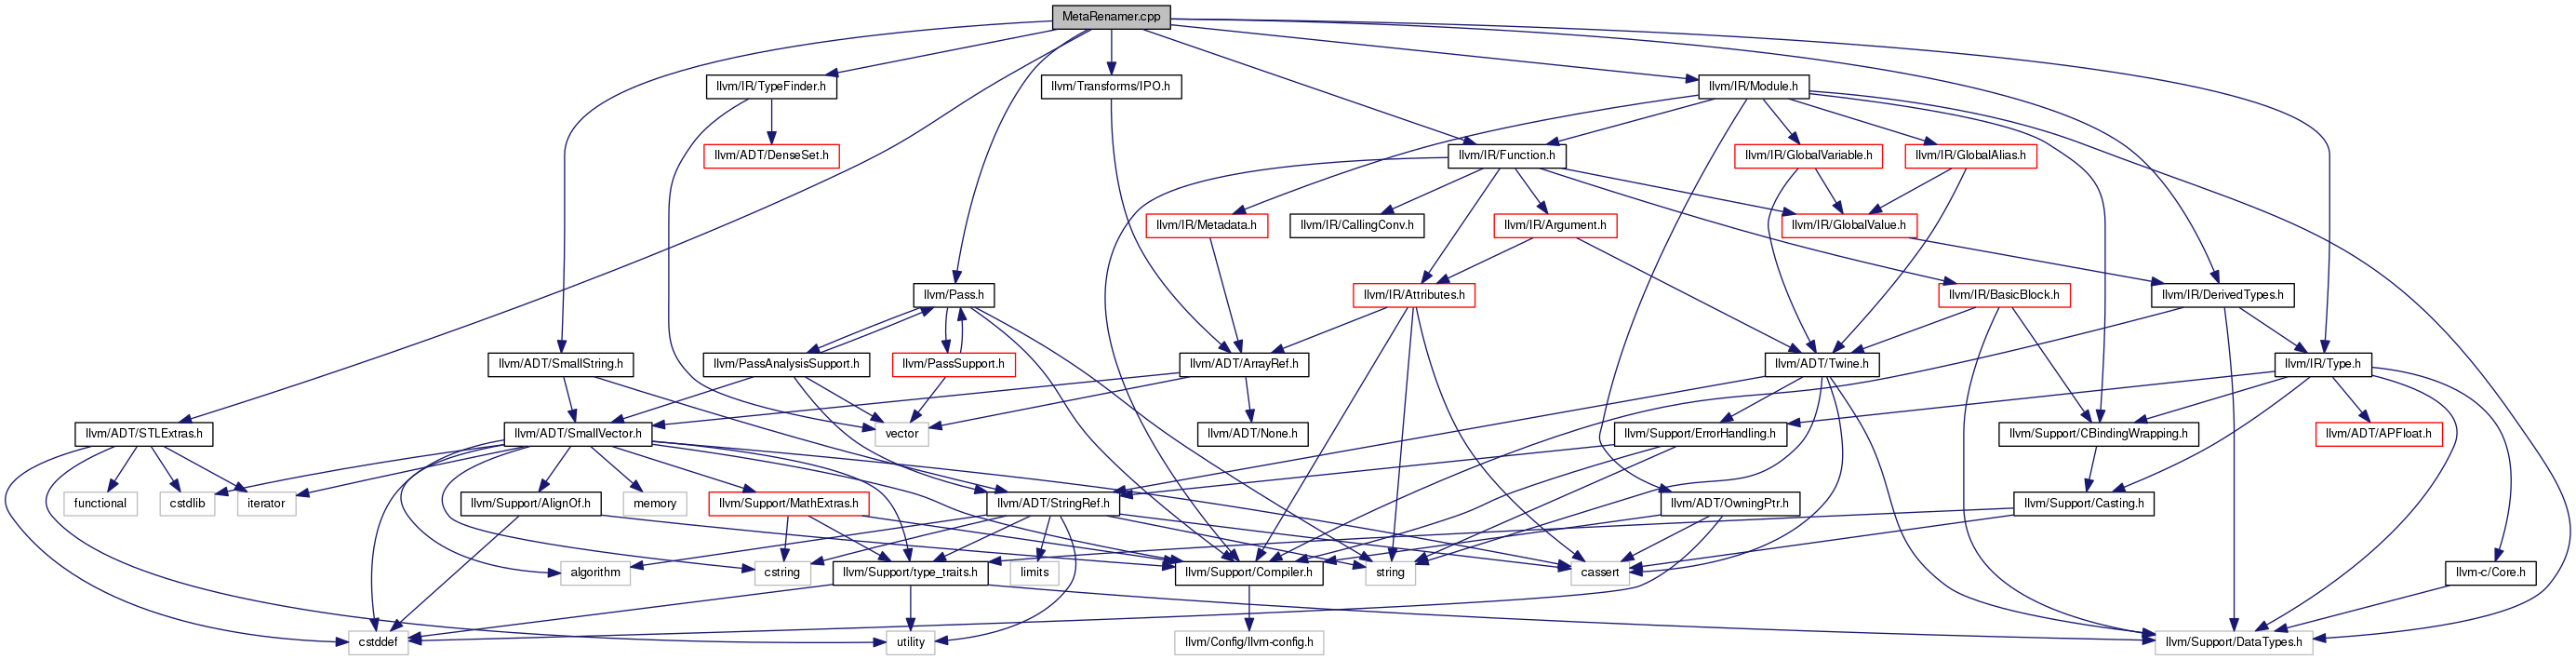 MetaRenamer.cpp
llvm/IR/TypeFinder.h
llvm/Transforms/IPO.h
llvm/IR/Module.h
llvm/ADT/DenseSet.h
llvm/IR/Function.h
llvm/IR/GlobalVariable.h
llvm/IR/GlobalAlias.h
llvm/IR/Metadata.h
llvm/IR/CallingConv.h
llvm/IR/Argument.h
llvm/IR/GlobalValue.h
llvm/Pass.h
llvm/IR/Attributes.h
llvm/IR/BasicBlock.h
llvm/IR/DerivedTypes.h
llvm/ADT/SmallString.h
llvm/PassAnalysisSupport.h
llvm/PassSupport.h
llvm/ADT/ArrayRef.h
llvm/ADT/Twine.h
llvm/IR/Type.h
llvm/ADT/STLExtras.h
llvm/ADT/SmallVector.h
vector
llvm/ADT/None.h
llvm/Support/ErrorHandling.h
llvm/Support/CBindingWrapping.h
llvm/ADT/APFloat.h
functional
cstdlib
iterator
llvm/Support/AlignOf.h
memory
llvm/Support/MathExtras.h
llvm/ADT/StringRef.h
llvm/ADT/OwningPtr.h
llvm/Support/Casting.h
algorithm
cstring
llvm/Support/type_traits.h
limits
llvm/Support/Compiler.h
string
cassert
llvm-c/Core.h
cstddef
utility
llvm/Config/llvm-config.h
llvm/Support/DataTypes.h